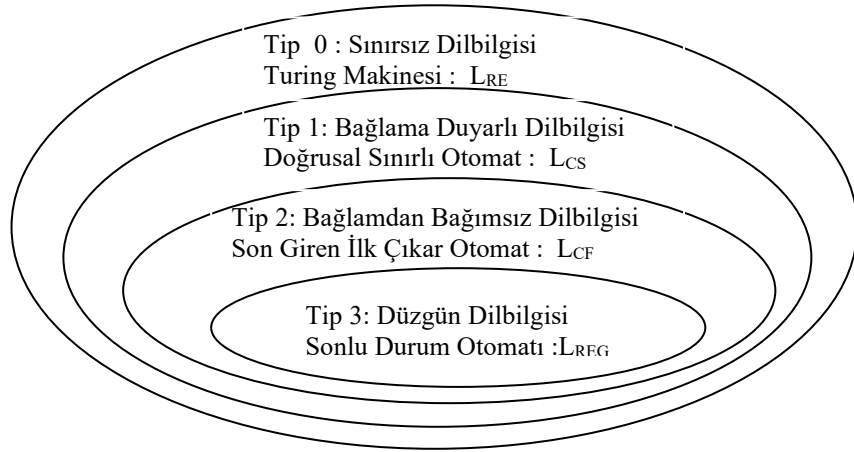 Tip 0 : Sınırsız Dilbilgisi
Turing Makinesi : LRE
Tip 1: Bağlama Duyarlı Dilbilgisi
Doğrusal Sınırlı Otomat : LCS
Tip 2: Bağlamdan Bağımsız Dilbilgisi
Son Giren İlk Çıkar Otomat : LCF
Tip 3: Düzgün Dilbilgisi
Sonlu Durum Otomatı :LREG